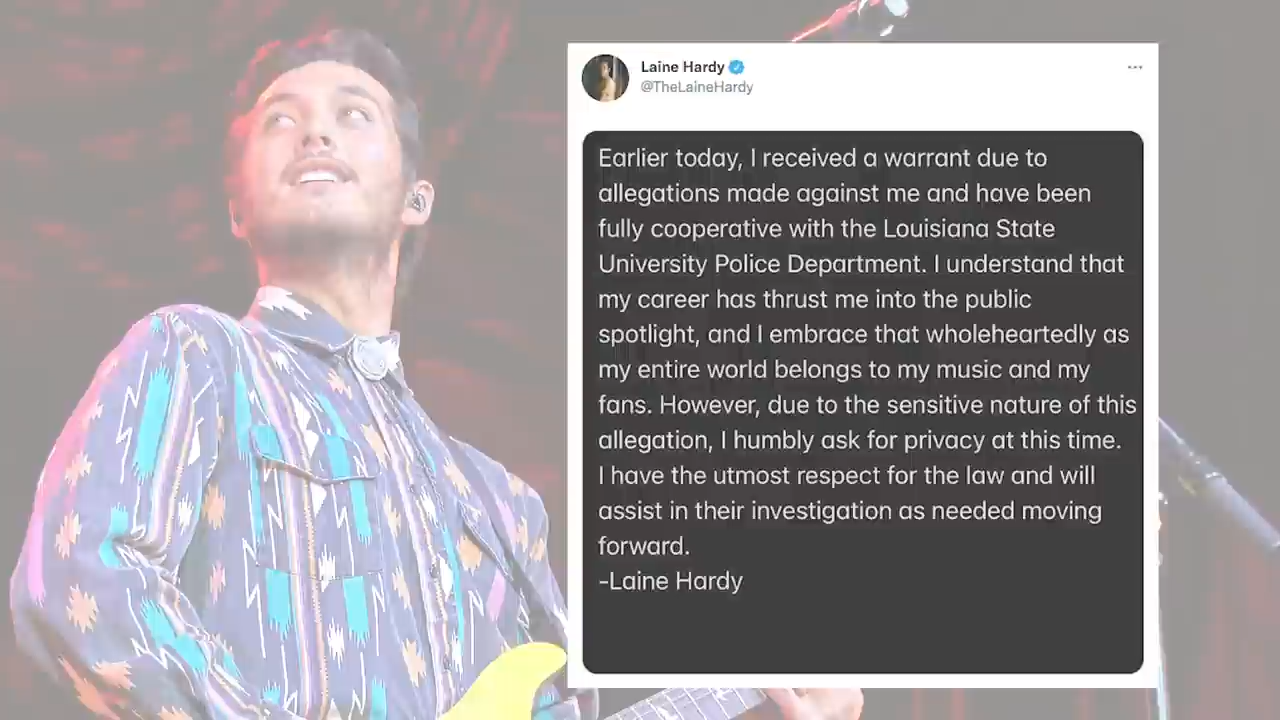 Laine Hardy
@TheLaineHardy
Earlier today, I received a warrant due to
allegations made against me and have been
fully cooperative with the Louisiana State
University Police Department. I understand that
my career has thrust me into the public
spotlight, and I embrace that wholeheartedly as
my entire world belongs to my music and my
fans. However, due to the sensitive nature of this
allegation, I humbly ask for privacy at this time.
I have the utmost respect for the law and will
assist in their investigation as needed moving
forward.
-Laine Hardy